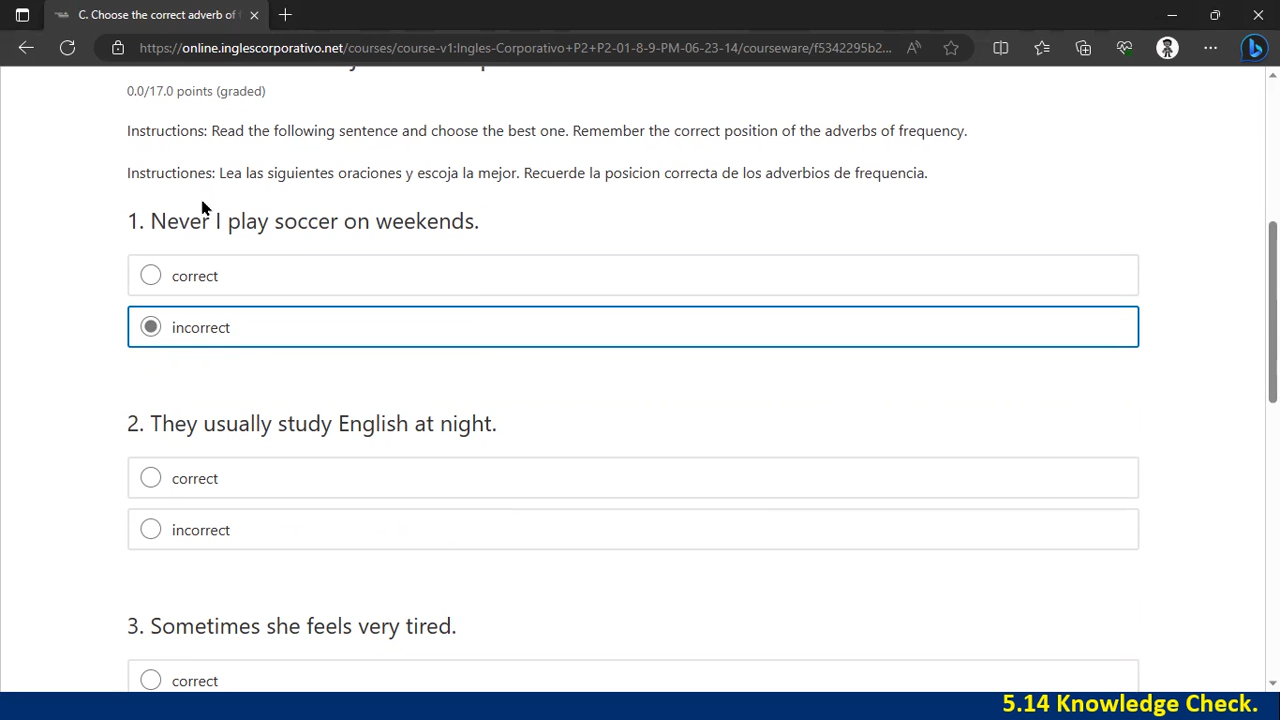 C. Choose the correct adverb of
https://online.inglescorporativo.net/courses/course-v1:Ingles-Corporativo+P2+P2-01-8-9-PM-06-23-14/courseware/f5342295b2...
0.0/17.0 points (graded)
Instructions: Read the following sentence and choose the best one. Remember the correct position of the adverbs of frequency.
Instructiones: Lea las siguientes oraciones y escoja la mejor. Recuerde la posicion correcta de los adverbios de frequencia.
1. Never I play soccer on weekends.
correct
incorrect
2. They usually study English at night.
correct
incorrect
3. Sometimes she feels very tired.
correct
5.14 Knowledge Check.